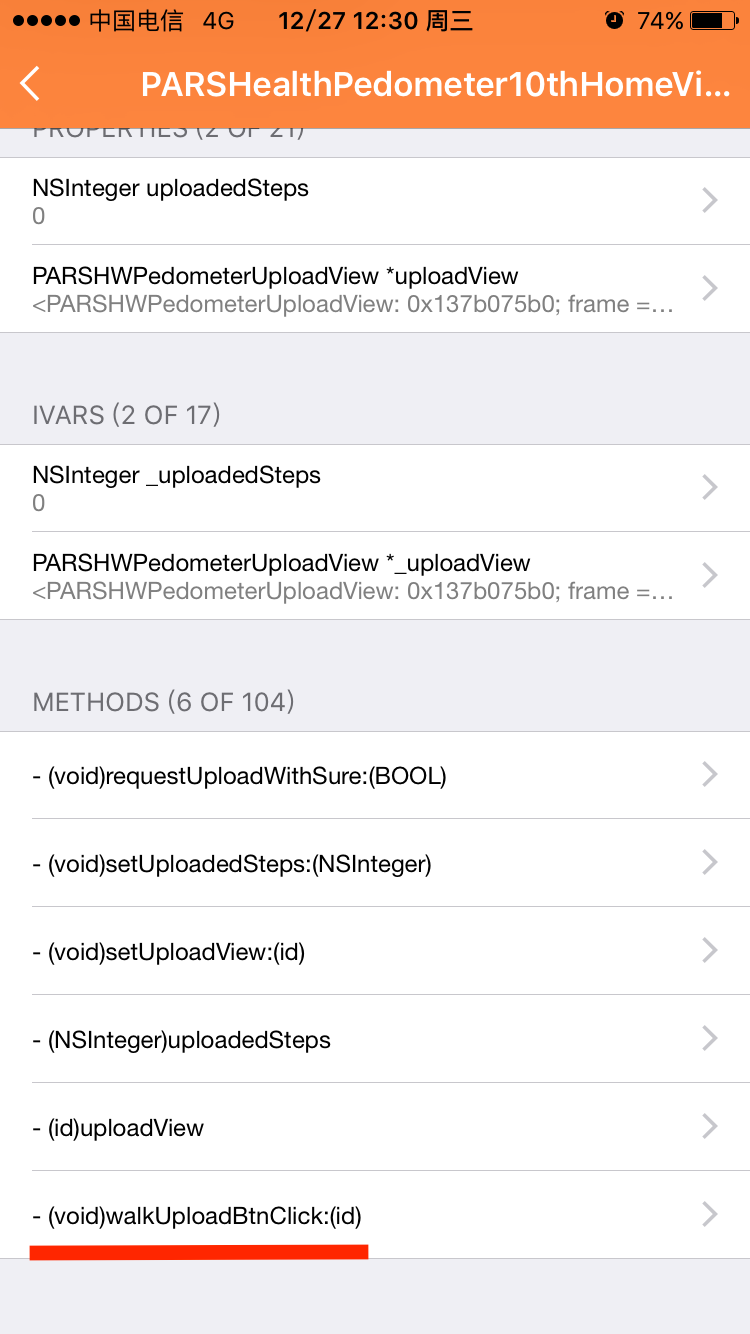 中国电信 4G 12/27 12:30 周三 74%
PARSHealthPedometer10thHomeVi...
PROPERTIES (2 OF 21)
NSInteger uploadedSteps
0
PARSHWPedometerUploadView *uploadView
<PARSHWPedometerUploadView: 0x137b075b0; frame =...
IVARS (2 OF 17)
NSInteger _uploadedSteps
0
PARSHWPedometerUploadView *_uploadView
<PARSHWPedometerUploadView: 0x137b075b0; frame =...
METHODS (6 OF 104)
- (void)requestUploadWithSure:(BOOL)
- (void)setUploadedSteps:(NSInteger)
- (void)setUploadView:(id)
- (NSInteger)uploadedSteps
- (id)uploadView
- (void)walkUploadBtnClick:(id)